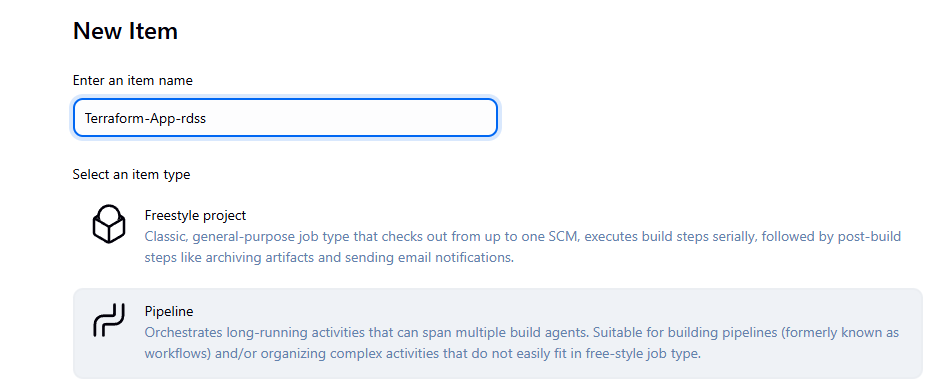 New Item
Enter an item name
Terraform-App-rdss
Select an item type
Freestyle project
Classic, general-purpose job type that checks out from up to one SCM, executes build steps serially, followed by post-build
steps like archiving artifacts and sending email notifications.
Pipeline
Orchestrates long-running activities that can span multiple build agents. Suitable for building pipelines (formerly known as
workflows) and/or organizing complex activities that do not easily fit in free-style job type.